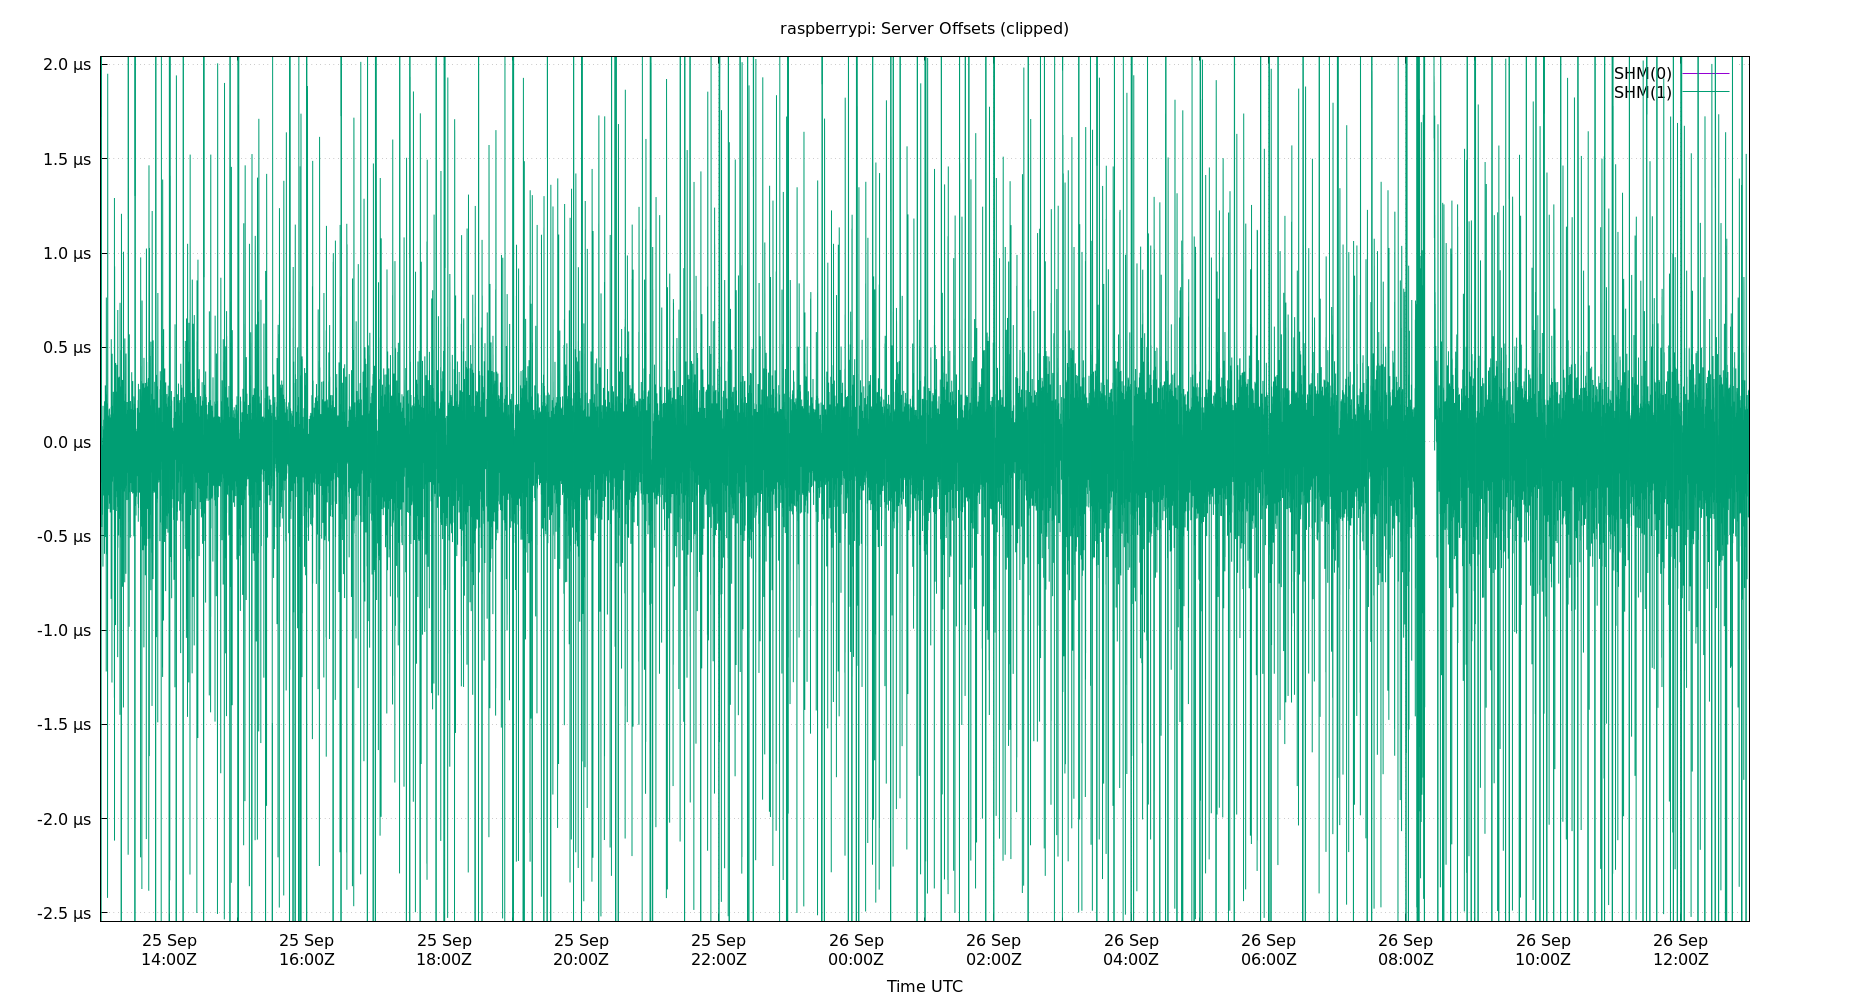 raspberrypi: Server Offsets (clipped)
2.0 µs
1.5 µs
1.0 µs
0.5 µs
0.0 µs
-0.5 µs
-1.0 µs
-1.5 µs
-2.0 µs
-2.5 µs
SHM(0)
SHM(1)
25 Sep 25 Sep 25 Sep 25 Sep 25 Sep 26 Sep 26 Sep 26 Sep 26 Sep 26 Sep 26 Sep 26 Sep
14:00Z 16:00Z 18:00Z 20:00Z 22:00Z 00:00Z 02:00Z 04:00Z 06:00Z 08:00Z 10:00Z 12:00Z
Time UTC